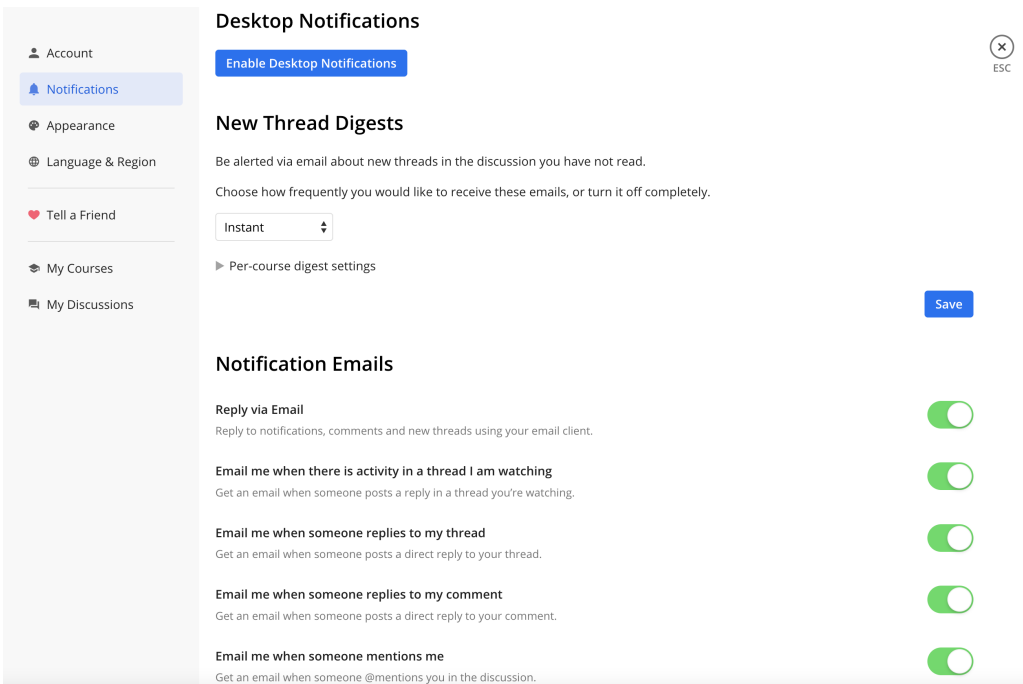 Desktop Notifications
Account
ESC
Enable Desktop Notifications
Notifications
Appearance
Language & Region
Tell a Friend
My Courses
My Discussions
New Thread Digests
Be alerted via email about new threads in the discussion you have not read.
Choose how frequently you would like to receive these emails, or turn it off completely.
Instant
Per-course digest settings
Save
Notification Emails
Reply via Email
Reply to notifications, comments and new threads using your email client.
Email me when there is activity in a thread I am watching
Get an email when someone posts a reply in a thread you're watching.
Email me when someone replies to my thread
Get an email when someone posts a direct reply to your thread.
Email me when someone replies to my comment
Get an email when someone posts a direct reply to your comment.
Email me when someone mentions me
Get an email when someone @mentions you in the discussion.